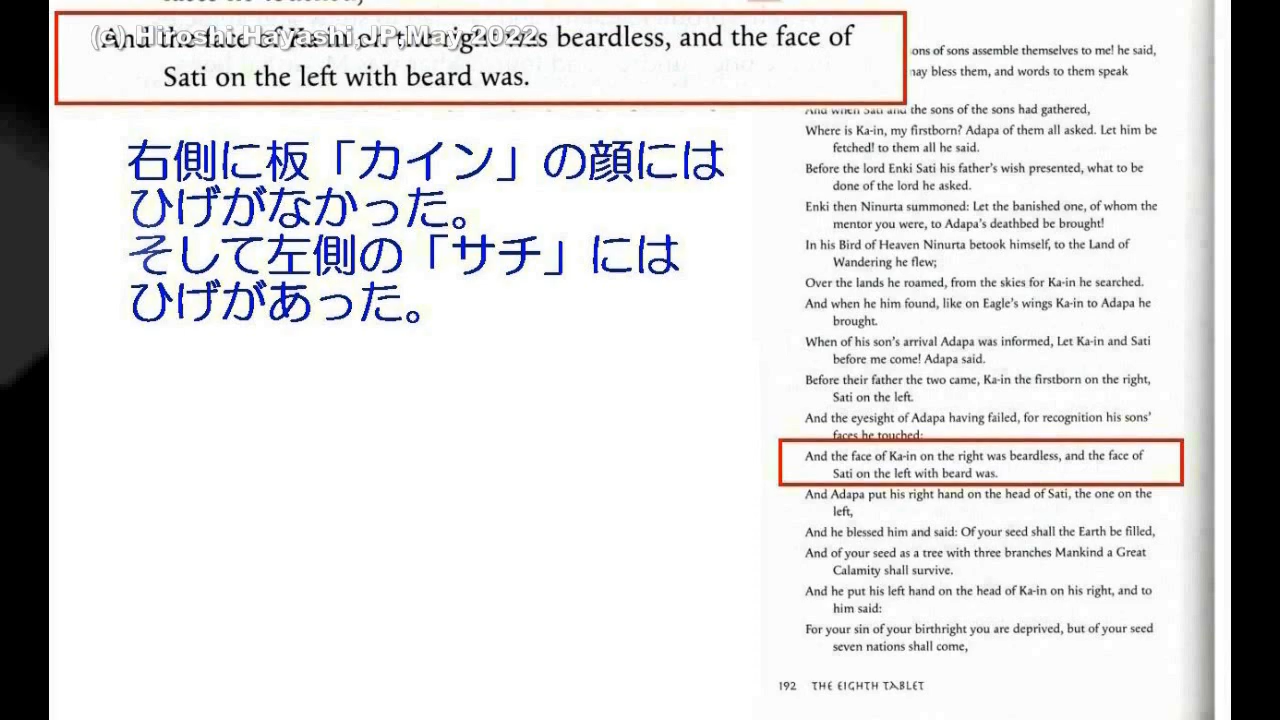 And the face of Ka-in on the right was beardless, and the face of
Sati on the left with beard was.
(c) Hitoshi Hayashi, JP, May 2022
右側に板「カイン」の顔には
ひげがなかった。
そして左側の「サチ」には
ひげがあった。
ons of sons assemble themselves to me! he said,
may bless them, and words to them speak
And when Sati and the sons of the sons had gathered,
Where is Ka-in, my firstborn? Adapa of them all asked. Let him be
fetched! to them all he said.
Before the lord Enki Sati his father's wish presented, what to be
done of the lord he asked.
Enki then Ninurta summoned: Let the banished one, of whom the
mentor you were, to Adapa's deathbed be brought!
In his Bird of Heaven Ninurta betook himself, to the Land of
Wandering he flew;
Over the lands he roamed, from the skies for Ka-in he searched.
And when he him found, like on Eagle's wings Ka-in to Adapa he
brought.
When of his son's arrival Adapa was informed, Let Ka-in and Sati
before me come! Adapa said.
Before their father the two came, Ka-in the firstborn on the right,
Sati on the left.
And the eyesight of Adapa having failed, for recognition his sons'
faces he touched;
And the face of Ka-in on the right was beardless, and the face of
Sati on the left with beard was.
And Adapa put his right hand on the head of Sati, the one on the
left,
And he blessed him and said: Of your seed shall the Earth be filled,
And of your seed as a tree with three branches Mankind a Great
Calamity shall survive.
And he put his left hand on the head of Ka-in on his right, and to
him said:
For your sin of your birthright you are deprived, but of your seed
seven nations shall come,
192 THE EIGHTH TABLET